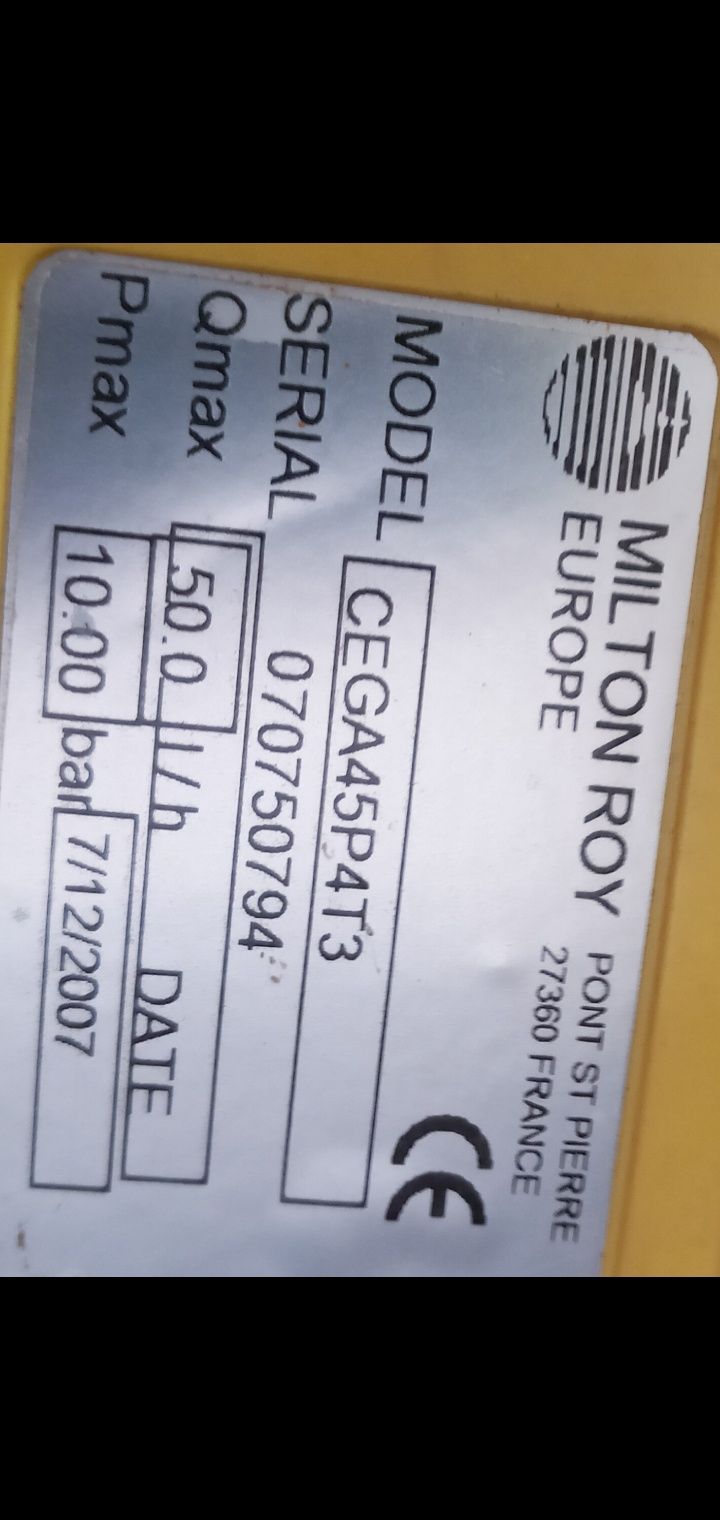 MILTON ROY
EUROPE
PONT ST PIERRE
27360 FRANCE
CE
MODEL CEGA45P4T3
SERIAL 070750794
Qmax 50.0 l/h DATE
Pmax 10.00 bar 7/12/2007